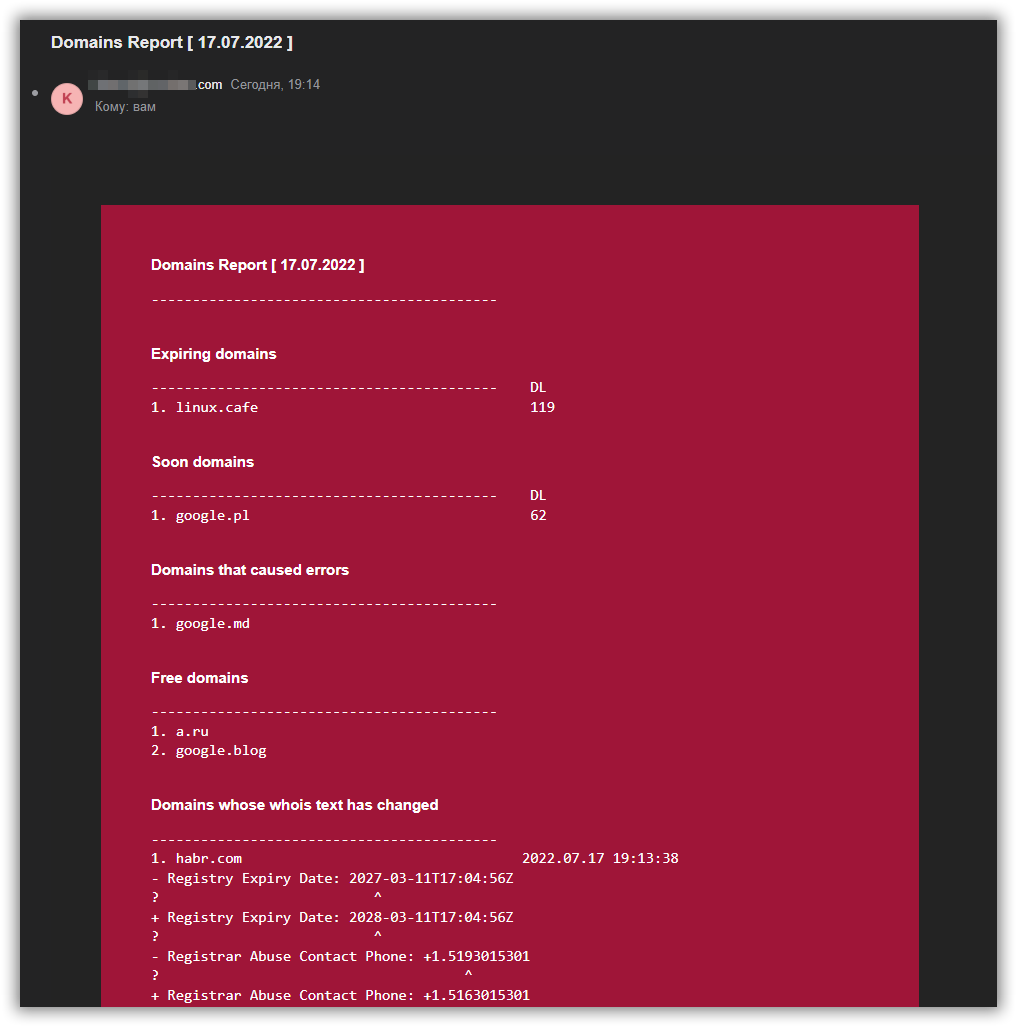 Domains Report [ 17.07.2022 ]
.com Сегодня, 19:14
K
Кому: вам
Domains Report [ 17.07.2022 ]
------------------------------------------
Expiring domains
------------------------------------------ DL
1. linux.cafe 119
Soon domains
------------------------------------------ DL
1. google.pl 62
Domains that caused errors
------------------------------------------
1. google.md
Free domains
------------------------------------------
1. a.ru
2. google.blog
Domains whose whois text has changed
------------------------------------------
1. habr.com 2022.07.17 19:13:38
- Registry Expiry Date: 2027-03-11T17:04:56Z
? ^
+ Registry Expiry Date: 2028-03-11T17:04:56Z
? ^
- Registrar Abuse Contact Phone: +1.5193015301
? ^
+ Registrar Abuse Contact Phone: +1.5163015301